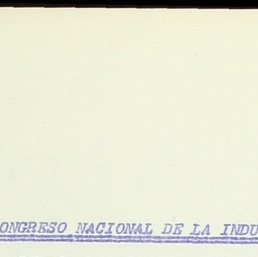 ONGRESO NACIONAL DE LA INDU